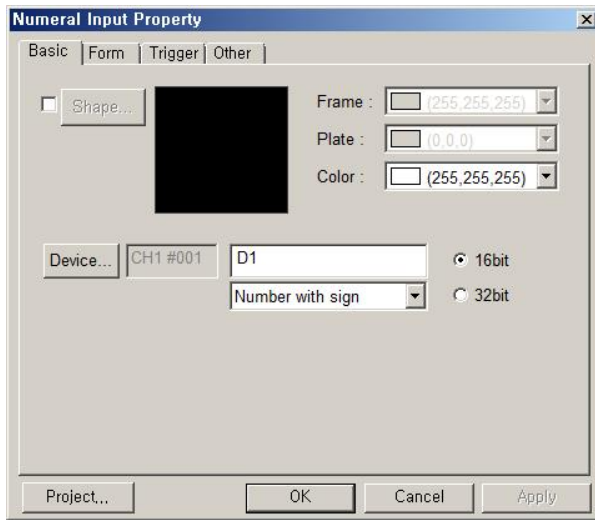 Numeral Input Property
Basic Form Trigger Other
Shape... Frame : (255,255,255)
Plate : (0,0,0)
Color : (255,255,255)
Device... CH1 #001 D1 16bit
Number with sign 32bit
Project... OK Cancel Apply